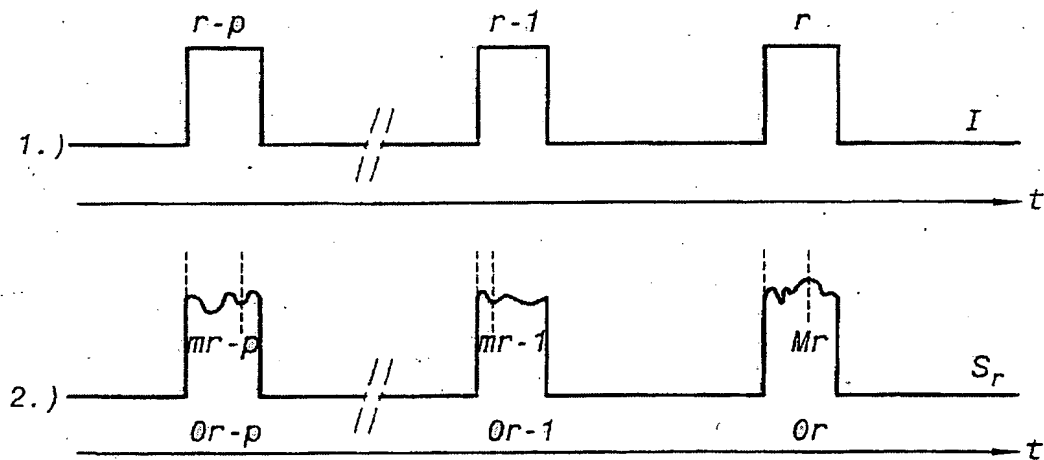 r-p r-1 r
I
1.)
t
mr-p mr-1 Mr
S_r
2.)
0r-p 0r-1 0r
t